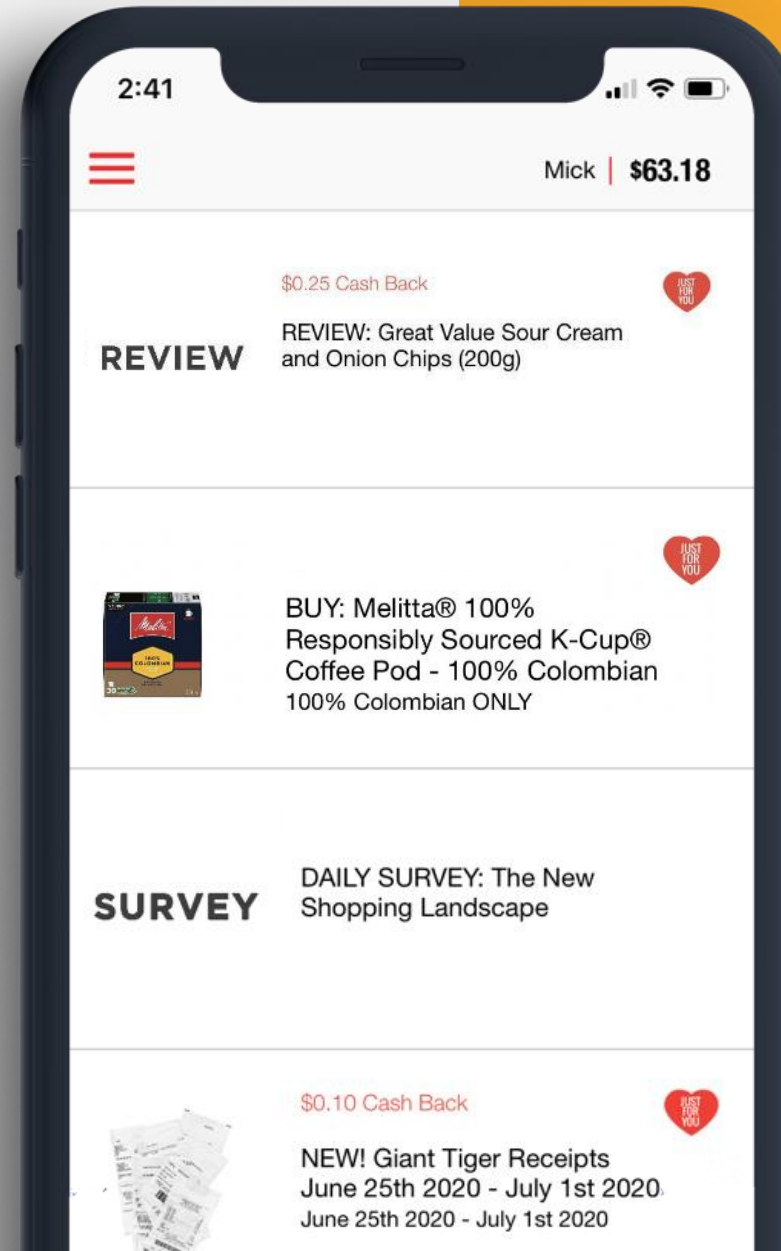 2:41
Mick | $63.18
$0.25 Cash Back
JUST
FOR
YOU
REVIEW
REVIEW: Great Value Sour Cream
and Onion Chips (200g)
JUST
FOR
YOU
Melitta
100%
COLOMBIAN
BUY: Melitta® 100%
Responsibly Sourced K-Cup®
Coffee Pod - 100% Colombian
100% Colombian ONLY
SURVEY
DAILY SURVEY: The New
Shopping Landscape
$0.10 Cash Back
JUST
FOR
YOU
NEW! Giant Tiger Receipts
June 25th 2020 - July 1st 2020
June 25th 2020 - July 1st 2020